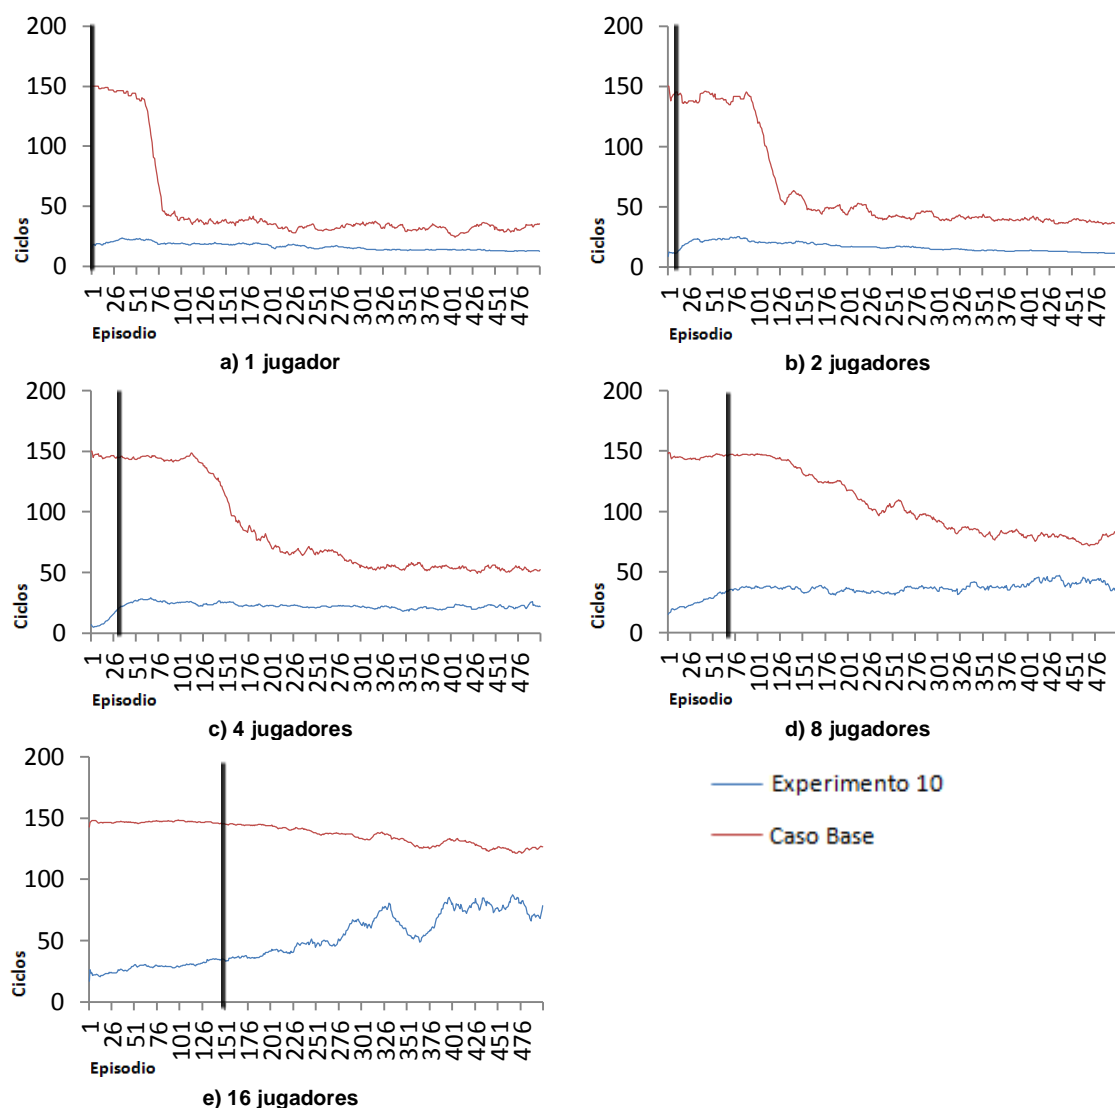 200
150
100
50
0
Ciclos
1 26 51 76 101 126 151 176 201 226 251 276 301 326 351 376 401 426 451 476
Episodio
a) 1 jugador
200
150
100
50
0
Ciclos
1 26 51 76 101 126 151 176 201 226 251 276 301 326 351 376 401 426 451 476
Episodio
b) 2 jugadores
200
150
100
50
0
Ciclos
1 26 51 76 101 126 151 176 201 226 251 276 301 326 351 376 401 426 451 476
Episodio
c) 4 jugadores
200
150
100
50
0
Ciclos
1 26 51 76 101 126 151 176 201 226 251 276 301 326 351 376 401 426 451 476
Episodio
d) 8 jugadores
200
150
100
50
0
Ciclos
1 26 51 76 101 126 151 176 201 226 251 276 301 326 351 376 401 426 451 476
Episodio
e) 16 jugadores
Experimento 10
Caso Base